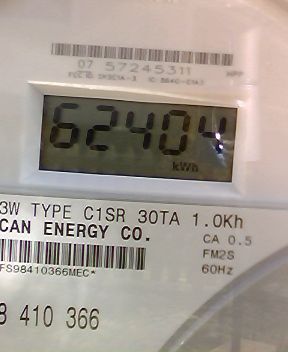 07 57245311
62404
kWh
3W TYPE C1SR 30TA 1.0Kh
CAN ENERGY CO.
CA 0.5
FM2S
60Hz
FS98410366MEC*
8 410 366